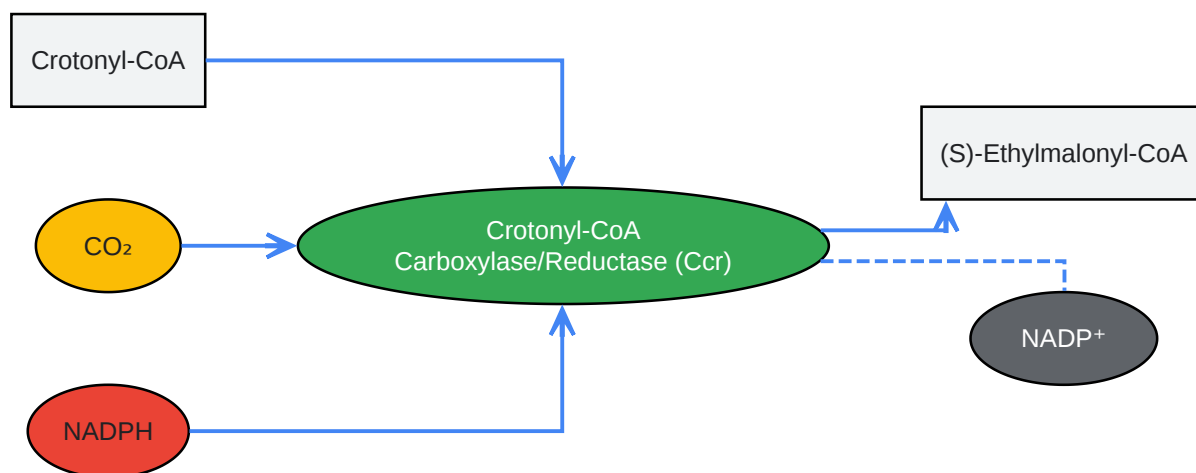 Crotonyl-CoA
(S)-Ethylmalonyl-CoA
CO₂
Crotonyl-CoA
Carboxylase/Reductase (Ccr)
NADP⁺
NADPH